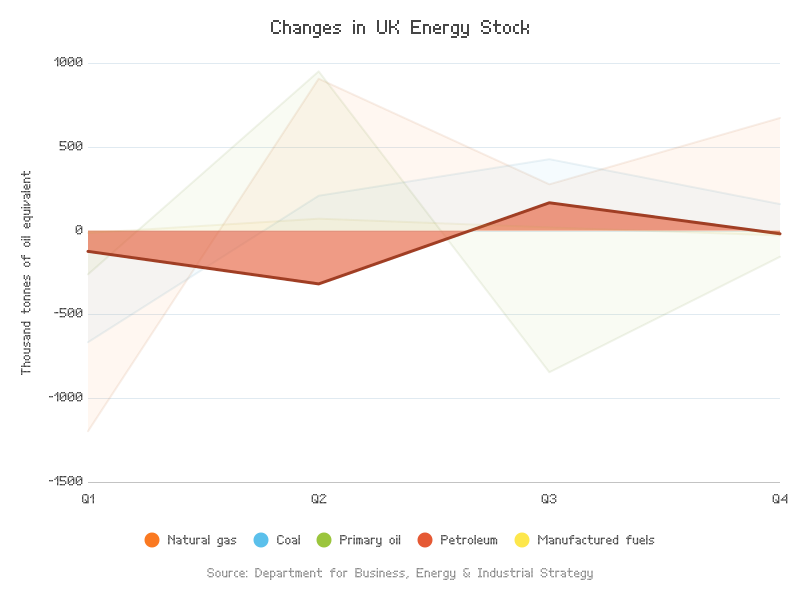 Changes in UK Energy Stock
Thousand tonnes of oil equivalent
1000
500
0
-500
-1000
-1500
Q1 Q2 Q3 Q4
Natural gas Coal Primary oil Petroleum Manufactured fuels
Source: Department for Business, Energy & Industrial Strategy